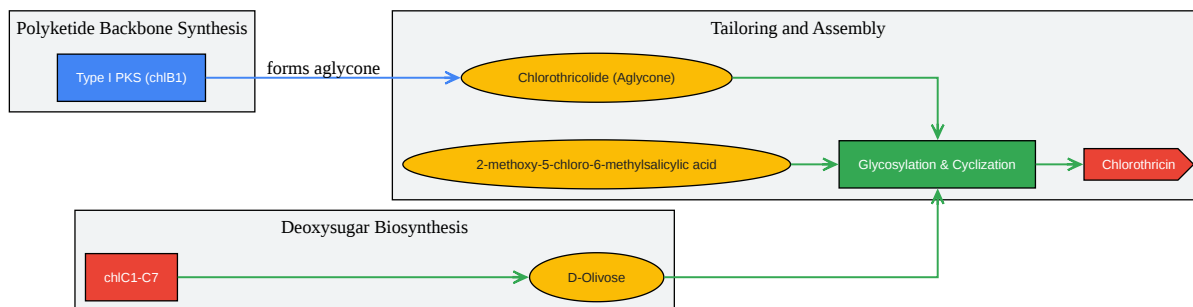 Polyketide Backbone Synthesis
Type I PKS (chlB1)
forms aglycone
Tailoring and Assembly
Chlorothricolide (Aglycone)
2-methoxy-5-chloro-6-methylsalicylic acid
Glycosylation & Cyclization
Chlorothricin
Deoxysugar Biosynthesis
chlC1-C7
D-Olivose